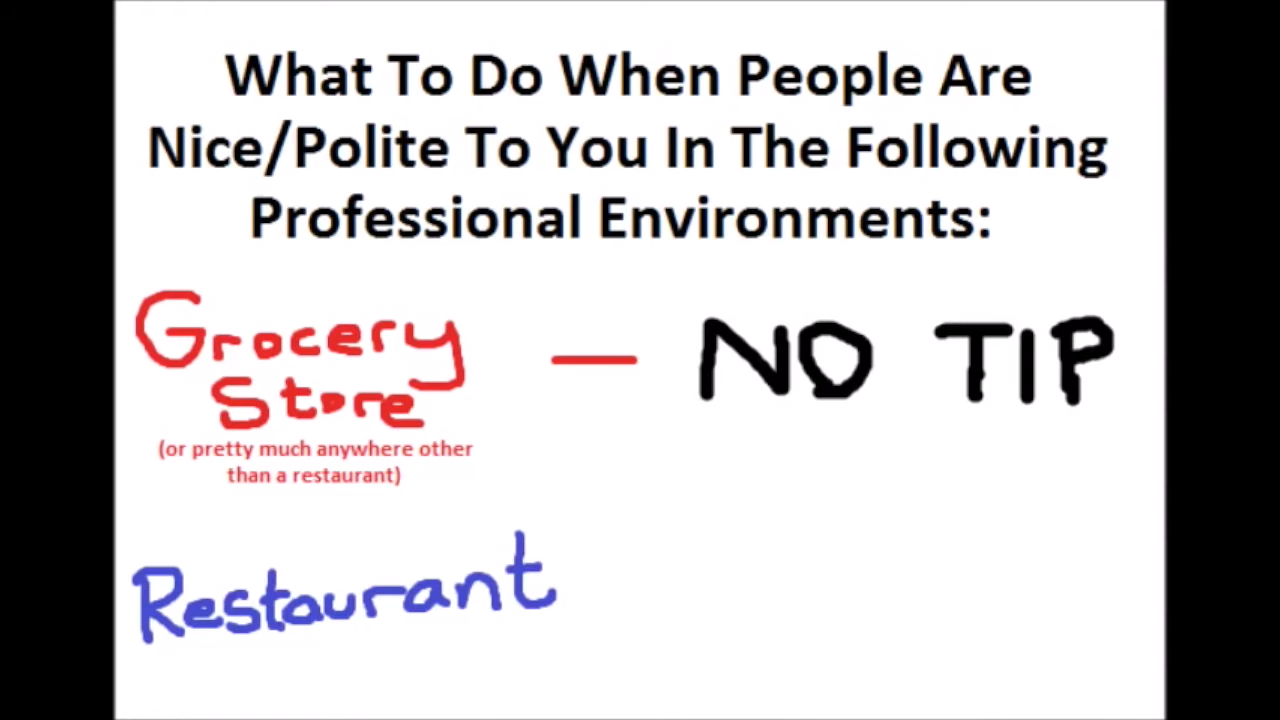 What To Do When People Are
Nice/Polite To You In The Following
Professional Environments:
Grocery — NO TIP
Store
(or pretty much anywhere other
than a restaurant)
Restaurant